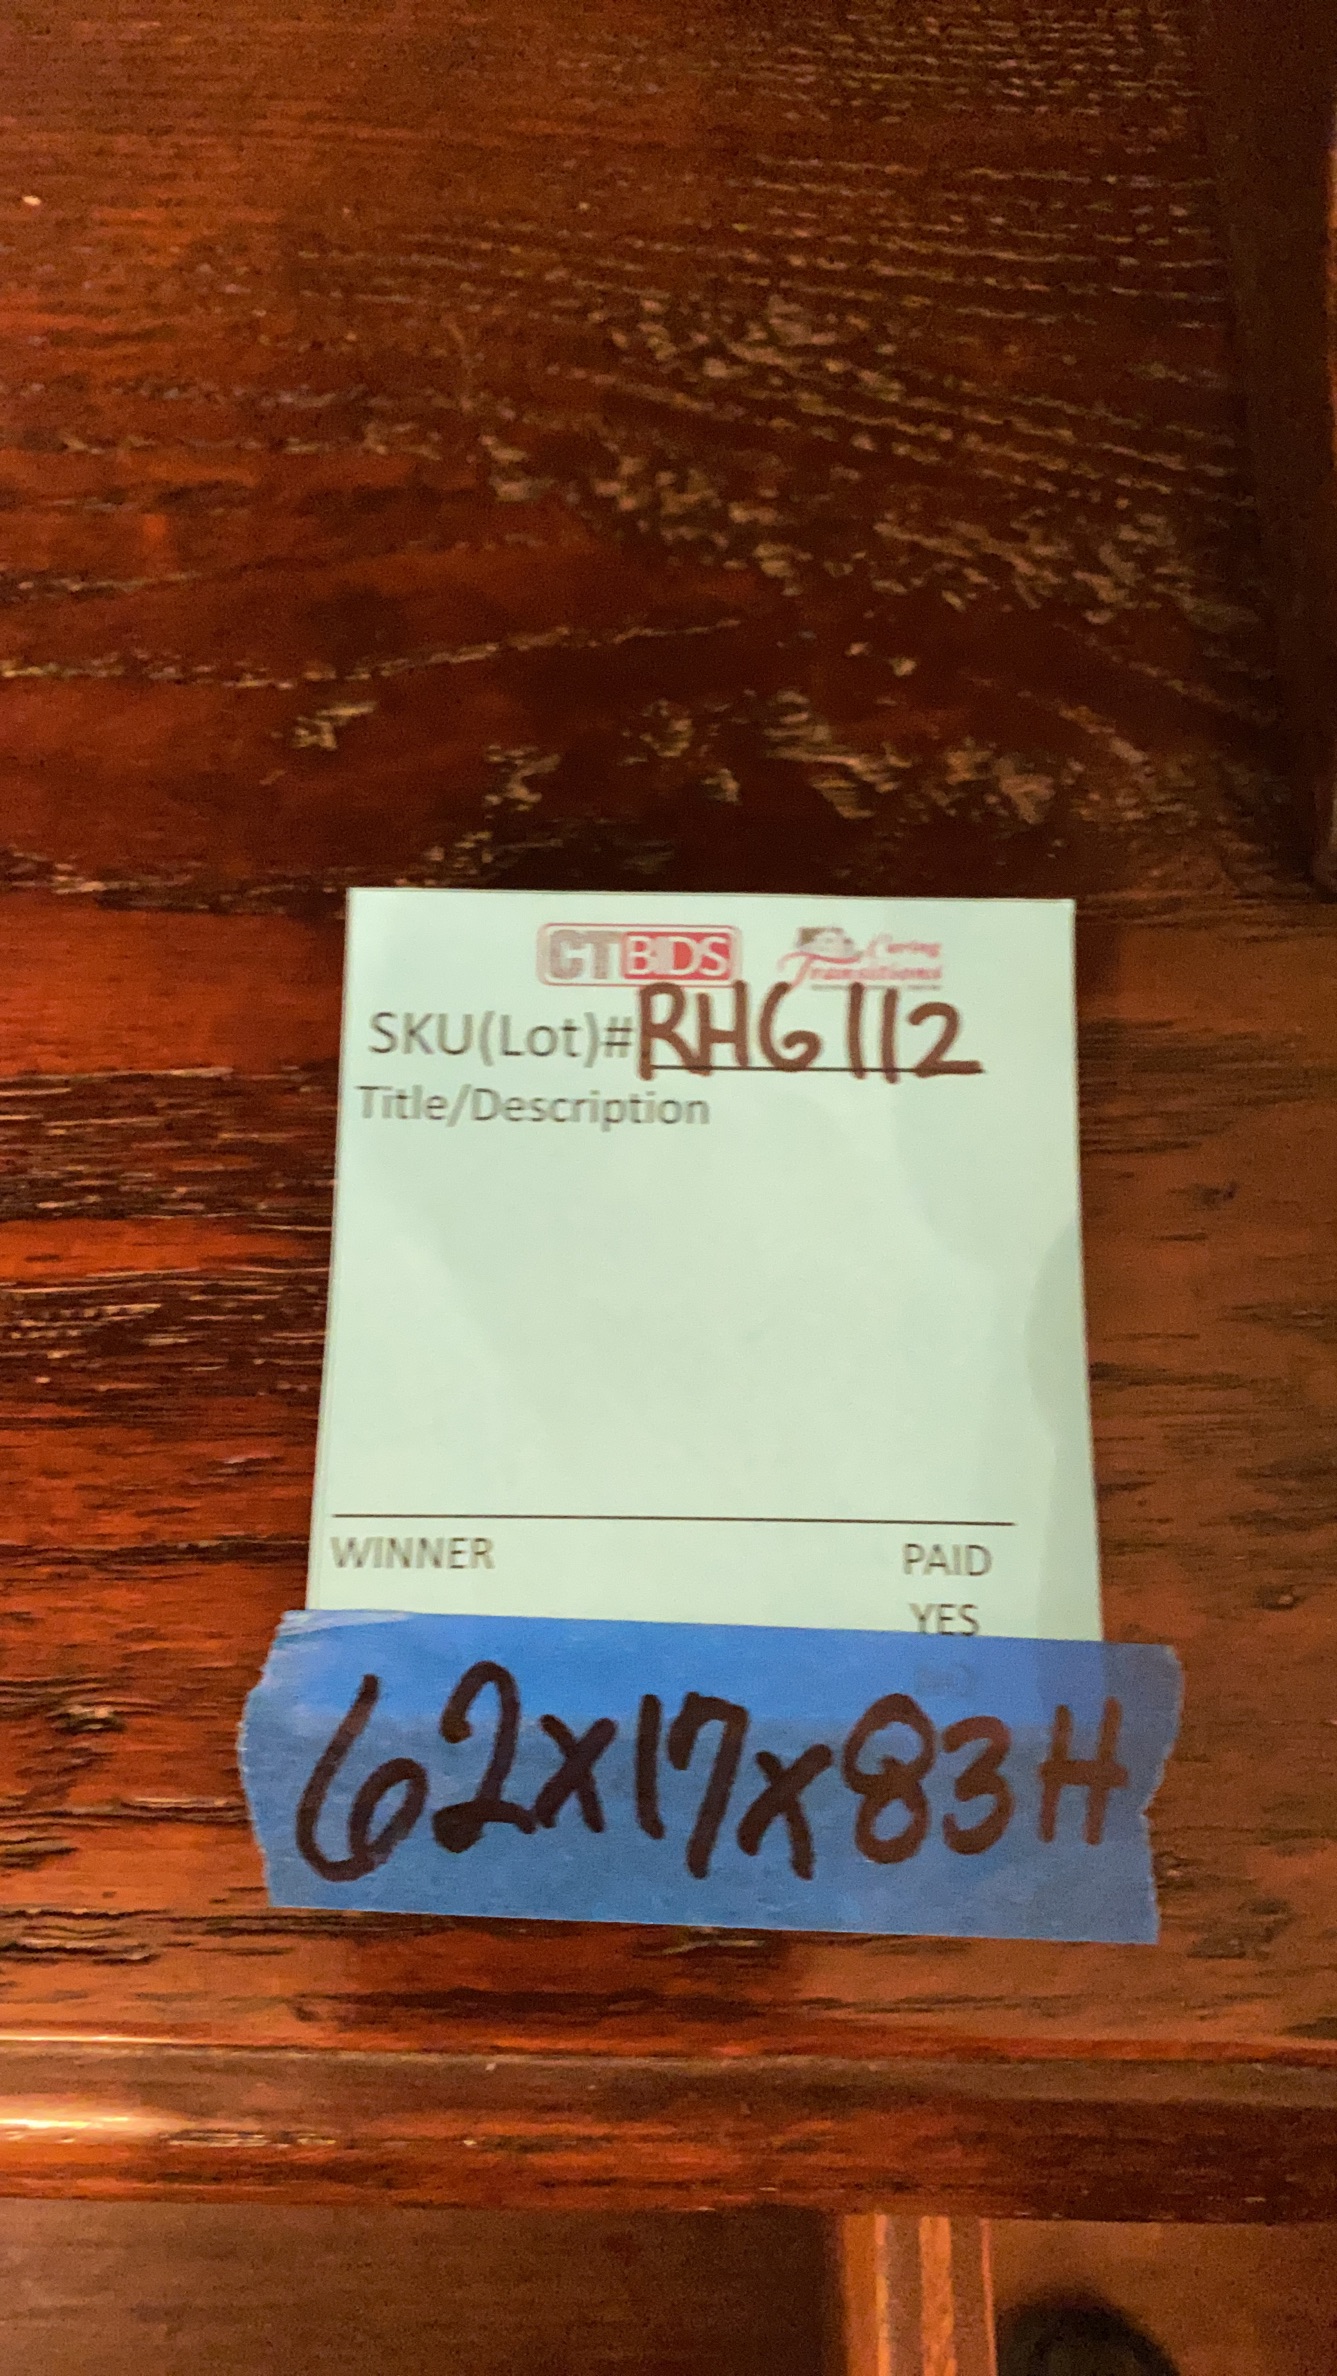 CTBIDS Caring Transitions
SKU(Lot)# RHG112
Title/Description
WINNER PAID
YES
62x17x83H